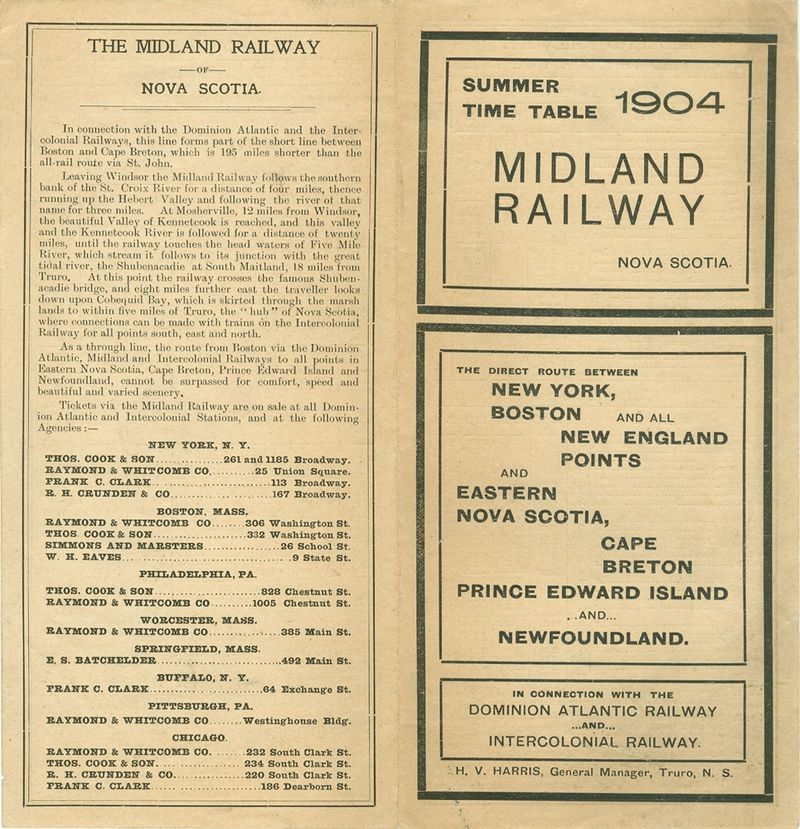 THE MIDLAND RAILWAY
—OF—
NOVA SCOTIA.
In connection with the Dominion Atlantic and the Inter-
colonial Railways, this line forms part of the short line between
Boston and Cape Breton, which is 195 miles shorter than the
all-rail route via St. John.
Leaving Windsor the Midland Railway follows the southern
bank of the St. Croix River for a distance of four miles, thence
running up the Hebert Valley and following the river of that
name for three miles. At Mosherville, 12 miles from Windsor,
the beautiful Valley of Kennetcook is reached, and this valley
and the Kennetcook River is followed for a distance of twenty
miles, until the railway touches the head waters of Five Mile
River, which stream it follows to its junction with the great
tidal river, the Shubenacadie at South Maitland, 18 miles from
Truro. At this point the railway crosses the famous Shuben-
acadie bridge, and eight miles further east the traveller looks
down upon Cobequid Bay, which is skirted through the marsh
lands to within five miles of Truro, the "hub" of Nova Scotia,
where connections can be made with trains on the Intercolonial
Railway for all points south, east and north.
As a through line, the route from Boston via the Dominion
Atlantic, Midland and Intercolonial Railways to all points in
Eastern Nova Scotia, Cape Breton, Prince Edward Island and
Newfoundland, cannot be surpassed for comfort, speed and
beautiful and varied scenery.
Tickets via the Midland Railway are on sale at all Domin-
ion Atlantic and Intercolonial Stations, and at the following
Agencies :—
NEW YORK, N. Y.
THOS. COOK & SON................261 and 1185 Broadway.
RAYMOND & WHITCOMB CO..........25 Union Square.
FRANK C. CLARK..........................113 Broadway.
R. H. CRUNDEN & CO......................167 Broadway.
BOSTON, MASS.
RAYMOND & WHITCOMB CO........306 Washington St.
THOS. COOK & SON......................332 Washington St.
SIMMONS AND MARSTERS.................26 School St.
W. H. EAVES.....................................9 State St.
PHILADELPHIA, PA.
THOS. COOK & SON.......................828 Chestnut St.
RAYMOND & WHITCOMB CO.........1005 Chestnut St.
WORCESTER, MASS.
RAYMOND & WHITCOMB CO................385 Main St.
SPRINGFIELD, MASS.
E. S. BATCHELDER...........................492 Main St.
BUFFALO, N. Y.
FRANK C. CLARK.........................64 Exchange St.
PITTSBURGH, PA.
RAYMOND & WHITCOMB CO.......Westinghouse Bldg.
CHICAGO.
RAYMOND & WHITCOMB CO. .......232 South Clark St.
THOS. COOK & SON...................234 South Clark St.
R. H. CRUNDEN & CO................220 South Clark St.
FRANK C. CLARK........................186 Dearborn St.
SUMMER
TIME TABLE 1904
MIDLAND
RAILWAY
NOVA SCOTIA.
THE DIRECT ROUTE BETWEEN
NEW YORK,
BOSTON AND ALL
NEW ENGLAND
POINTS
AND
EASTERN
NOVA SCOTIA,
CAPE
BRETON
PRINCE EDWARD ISLAND
..AND...
NEWFOUNDLAND.
IN CONNECTION WITH THE
DOMINION ATLANTIC RAILWAY
...AND...
INTERCOLONIAL RAILWAY.
H. V. HARRIS, General Manager, Truro, N. S.